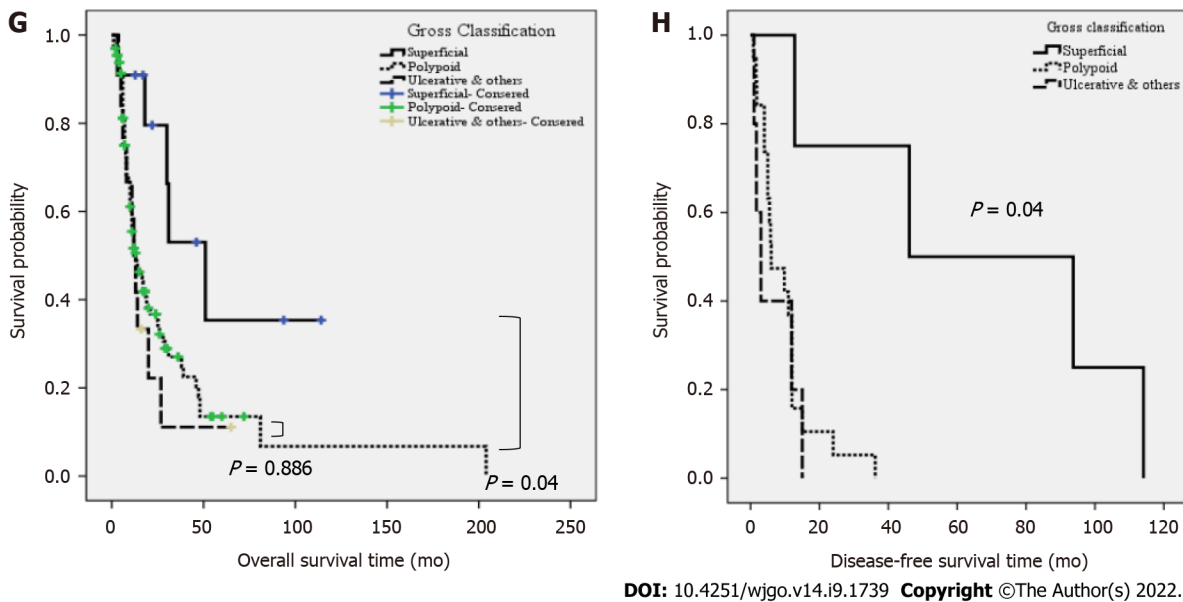 G
Gross Classification
Superficial
Polypoid
Ulcerative & others
Superficial- Consered
Polypoid- Consered
Ulcerative & others- Consered
1.0
0.8
0.6
0.4
0.2
0.0
Survival probability
P = 0.886
P = 0.04
0 50 100 150 200 250
Overall survival time (mo)
H
Gross classification
Superficial
Polypoid
Ulcerative & others
1.0
0.8
0.6
0.4
0.2
0.0
Survival probability
P = 0.04
0 20 40 60 80 100 120
Disease-free survival time (mo)
DOI: 10.4251/wjgo.v14.i9.1739 Copyright ©The Author(s) 2022.